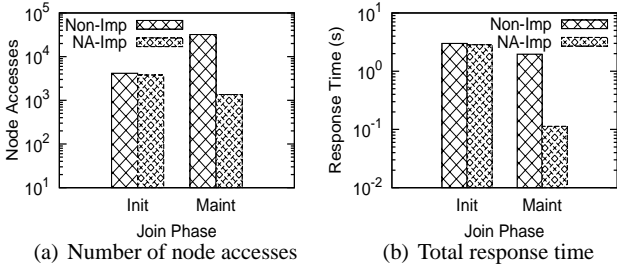 Non-Imp
NA-Imp
Node Accesses
10^5
10^4
10^3
10^2
10^1
Init Maint
Join Phase
(a) Number of node accesses
Non-Imp
NA-Imp
Response Time (s)
10^1
10^0
10^-1
10^-2
Init Maint
Join Phase
(b) Total response time